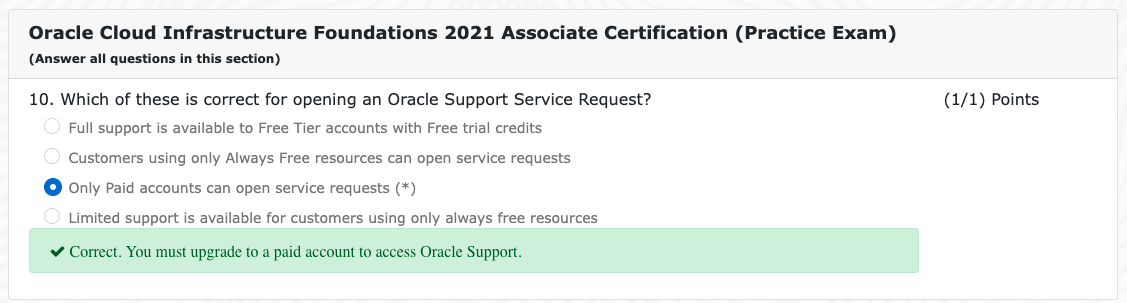 Oracle Cloud Infrastructure Foundations 2021 Associate Certification (Practice Exam)
(Answer all questions in this section)
10. Which of these is correct for opening an Oracle Support Service Request? (1/1) Points
Full support is available to Free Tier accounts with Free trial credits
Customers using only Always Free resources can open service requests
Only Paid accounts can open service requests (*)
Limited support is available for customers using only always free resources
✔ Correct. You must upgrade to a paid account to access Oracle Support.